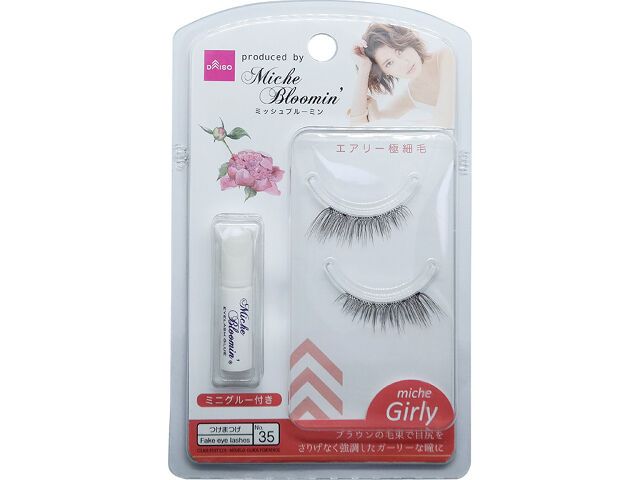 DAISO
produced by
Miche
Bloomin'
ミッシュブルーミン
エアリー極細毛
Miche
Bloomin'
EYELASH GLUE
ミニグルー付き
つけまつげ
Fake eye lashes
No.
35
miche
Girly
ブラウンの毛束で目尻を
さりげなく強調したガーリーな瞳に